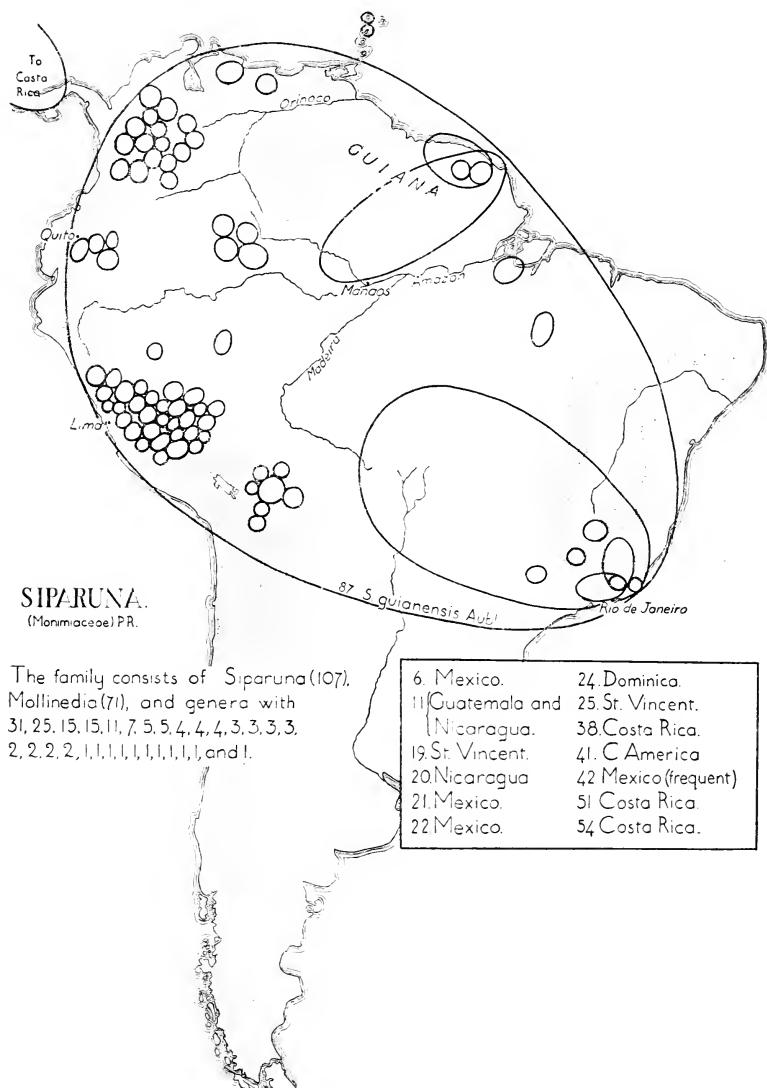 To
Costa
Rica
Orinoco
GUIANA
Quito
Manaos
Amazon
Madeira
Lima
87 S. guianensis Aubl
Rio de Janeiro
SIPARUNA.
(Monimiaceoe) P.R.
The family consists of Siparuna (107),
Mollinedia (71), and genera with
31, 25, 15, 15, 11, 7, 5, 5, 4, 4, 4, 3, 3, 3, 3,
2, 2, 2, 2, 1, 1, 1, 1, 1, 1, 1, 1, 1, 1, and 1.
6. Mexico.
11 Guatemala and
Nicaragua.
19. St. Vincent.
20. Nicaragua
21. Mexico.
22 Mexico.
24. Dominica.
25. St. Vincent.
38. Costa Rica.
41. C America
42 Mexico (frequent)
51 Costa Rica.
54 Costa Rica.